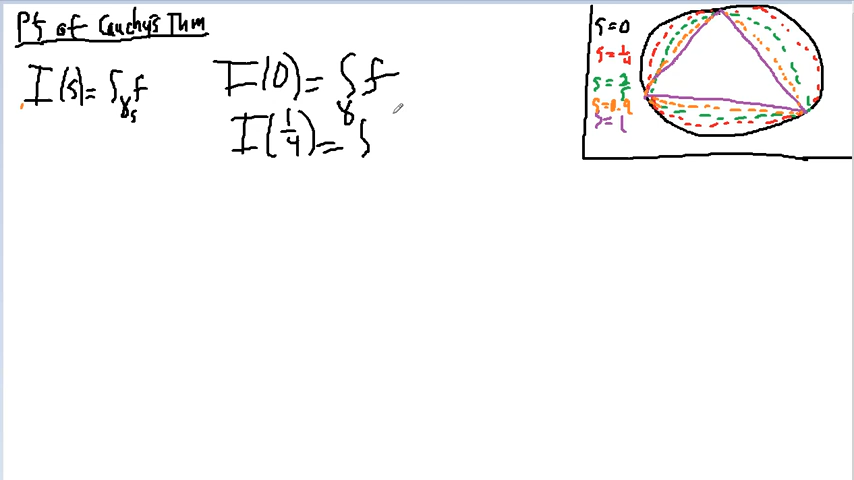 Pf of Cauchy's Thm
I(s) = ∫γs f
I(0) = ∫γ f
I(1/4) = ∫
s=0
s=1/4
s=2/5
s=0.9
s=1